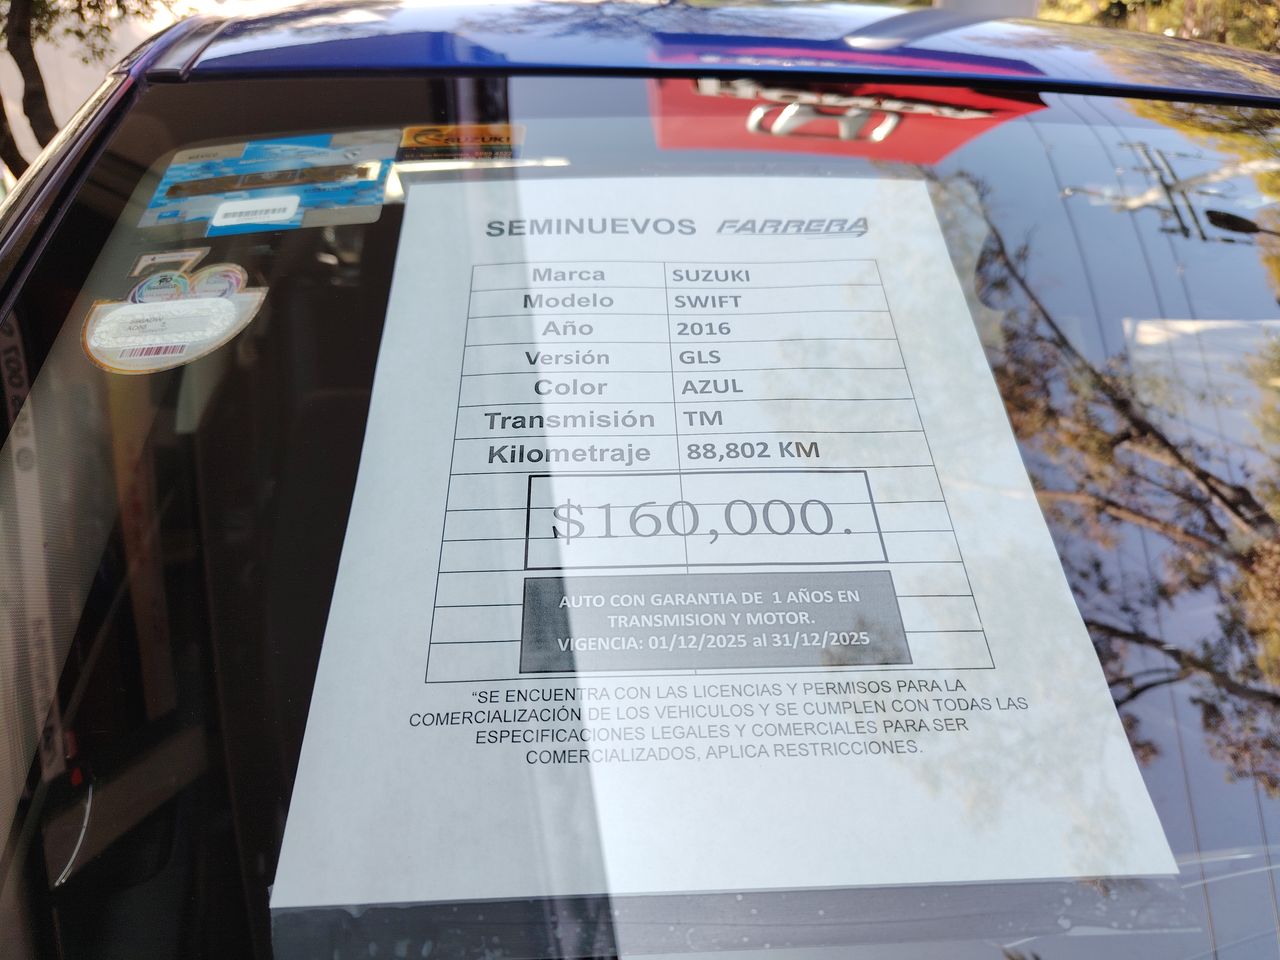 HONDA
SUZUKI
MÉXICO
SEMINUEVOS FARRERA
Marca SUZUKI
Modelo SWIFT
Año 2016
Versión GLS
Color AZUL
Transmisión TM
Kilometraje 88,802 KM
$160,000.
AUTO CON GARANTIA DE 1 AÑOS EN
TRANSMISION Y MOTOR.
VIGENCIA: 01/12/2025 al 31/12/2025
“SE ENCUENTRA CON LAS LICENCIAS Y PERMISOS PARA LA
COMERCIALIZACIÓN DE LOS VEHICULOS Y SE CUMPLEN CON TODAS LAS
ESPECIFICACIONES LEGALES Y COMERCIALES PARA SER
COMERCIALIZADOS, APLICA RESTRICCIONES.